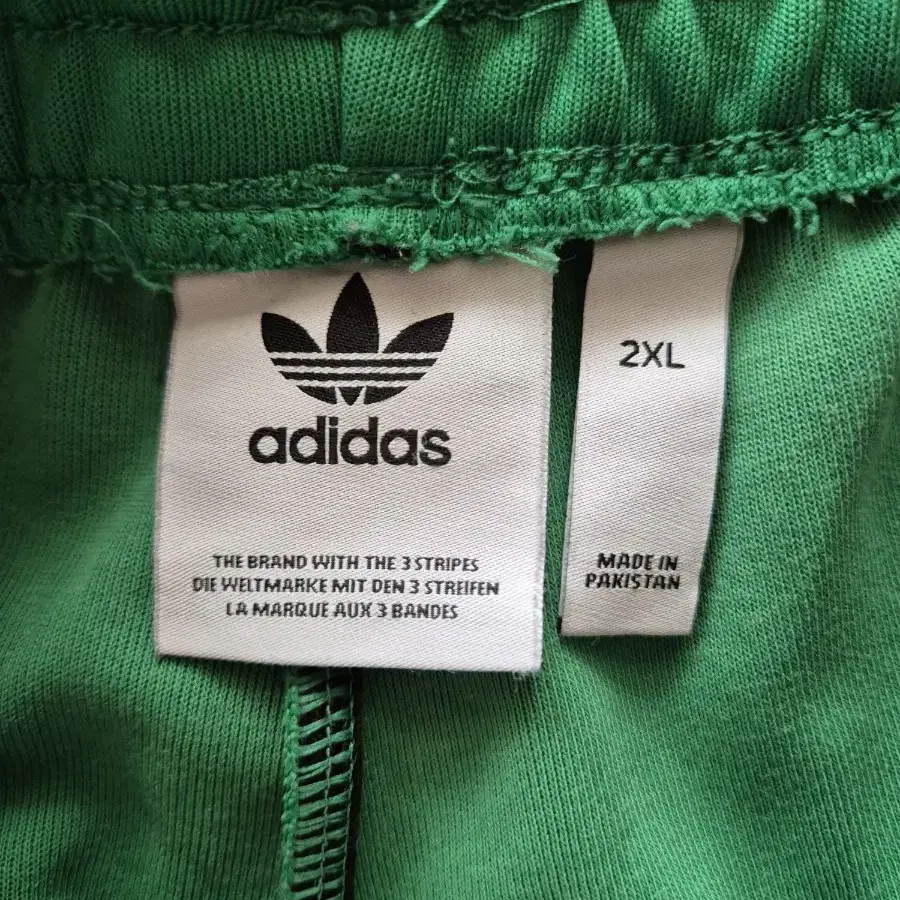 adidas
THE BRAND WITH THE 3 STRIPES
DIE WELTMARKE MIT DEN 3 STREIFEN
LA MARQUE AUX 3 BANDES
2XL
MADE IN
PAKISTAN